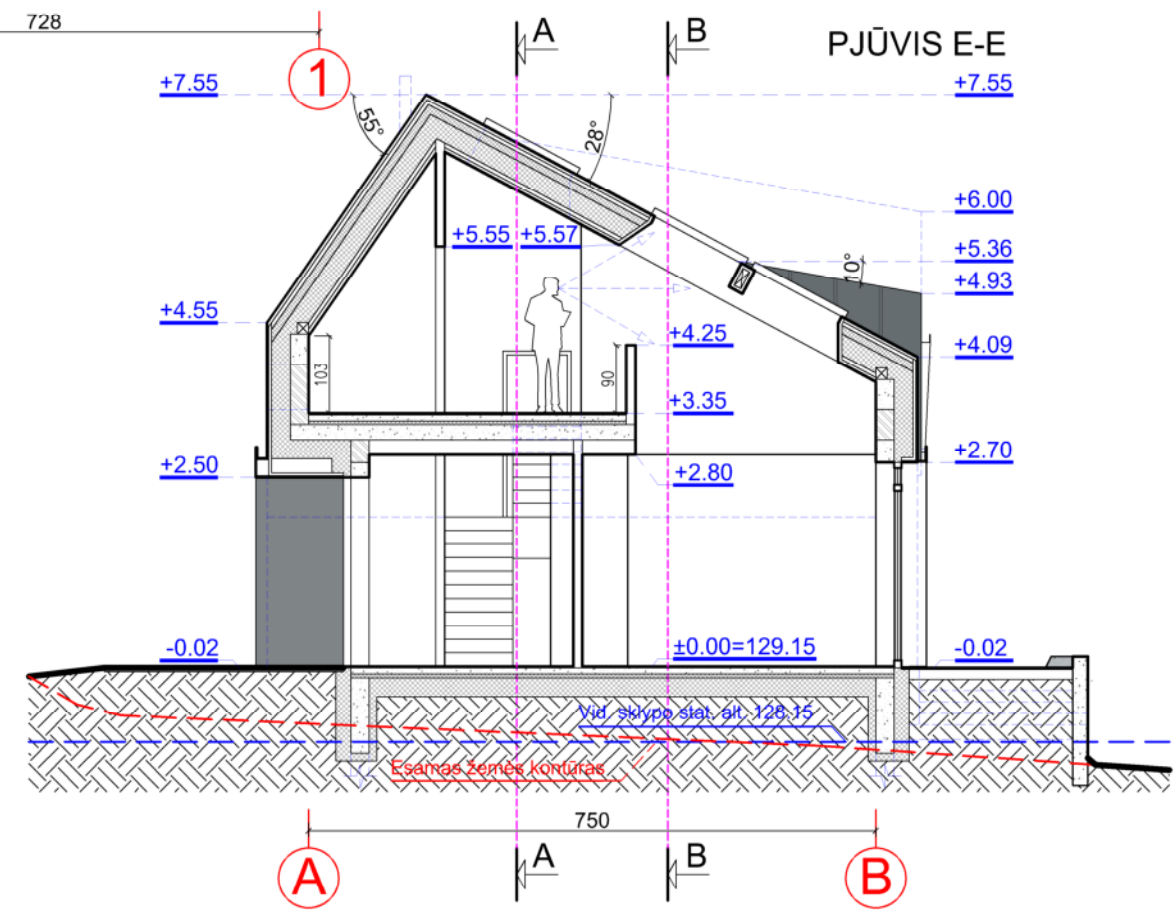 728
A
B
PJŪVIS E-E
1
+7.55
+7.55
55°
28°
+6.00
+5.55
+5.57
+5.36
10°
+4.93
+4.55
+4.25
+4.09
103
90
+3.35
+2.50
+2.80
+2.70
-0.02
±0.00=129.15
-0.02
Vid. sklypo stat. alt. 128.15
Esamas žemės kontūras
750
A
A
B
B